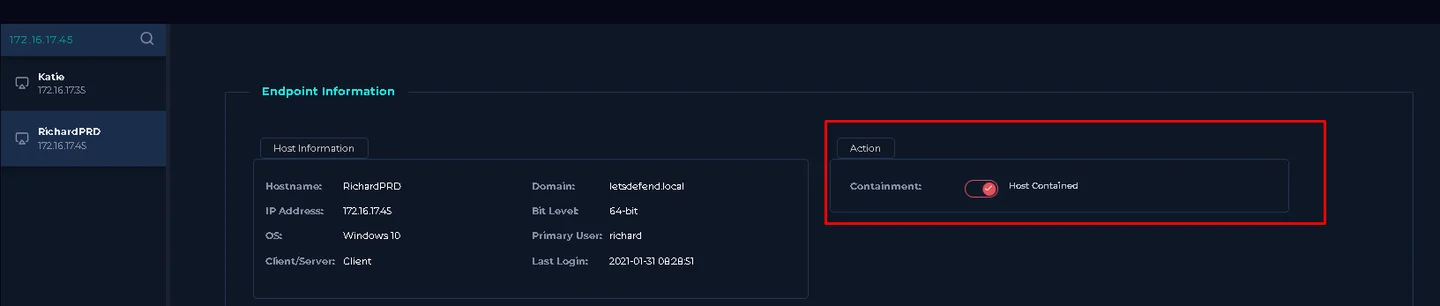 172.16.17.45
Katie
172.16.17.35
RichardPRD
172.16.17.45
Endpoint Information
Host Information
Hostname: RichardPRD Domain: letsdefend.local
IP Address: 172.16.17.45 Bit Level: 64-bit
OS: Windows 10 Primary User: richard
Client/Server: Client Last Login: 2021-01-31 08:28:51
Action
Containment: Host Contained